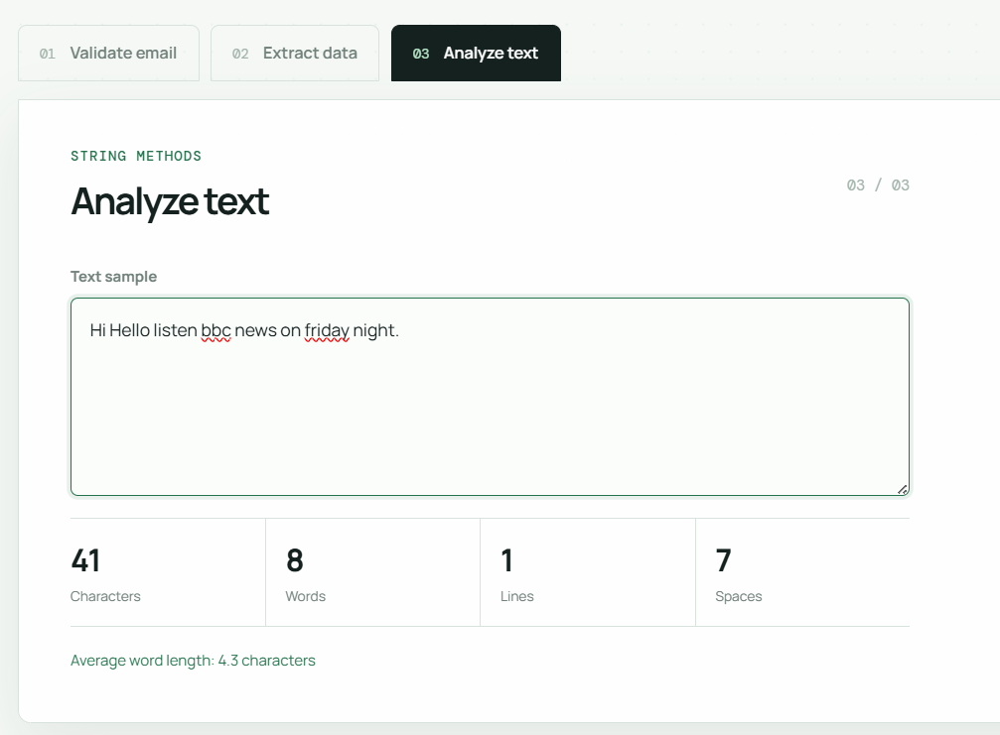 01 Validate email
02 Extract data
03 Analyze text
STRING METHODS
Analyze text
03 / 03
Text sample
Hi Hello listen bbc news on friday night.
41
Characters
8
Words
1
Lines
7
Spaces
Average word length: 4.3 characters